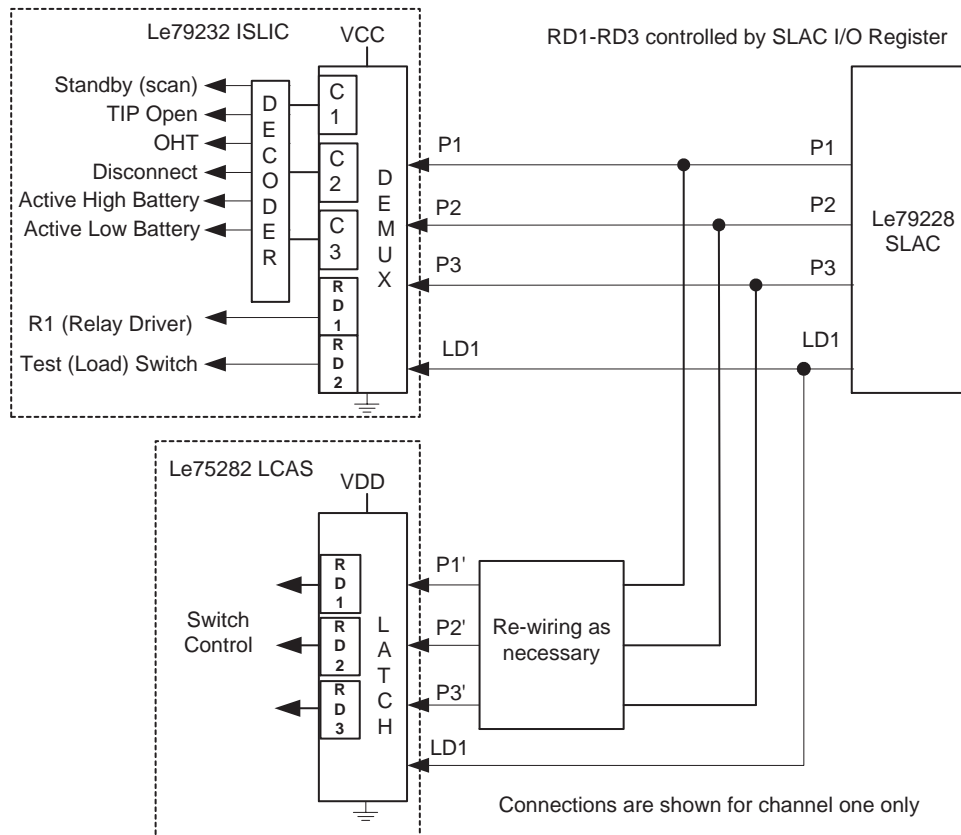 Le79232 ISLIC
VCC
RD1-RD3 controlled by SLAC I/O Register
Standby (scan)
TIP Open
OHT
Disconnect
Active High Battery
Active Low Battery
R1 (Relay Driver)
Test (Load) Switch
DECODER
C1
C2
C3
RD1
RD2
DEMUX
P1
P2
P3
LD1
P1
P2
P3
LD1
Le79228
SLAC
Le75282 LCAS
VDD
Switch
Control
RD1
RD2
RD3
LATCH
P1'
P2'
P3'
LD1
Re-wiring as
necessary
Connections are shown for channel one only